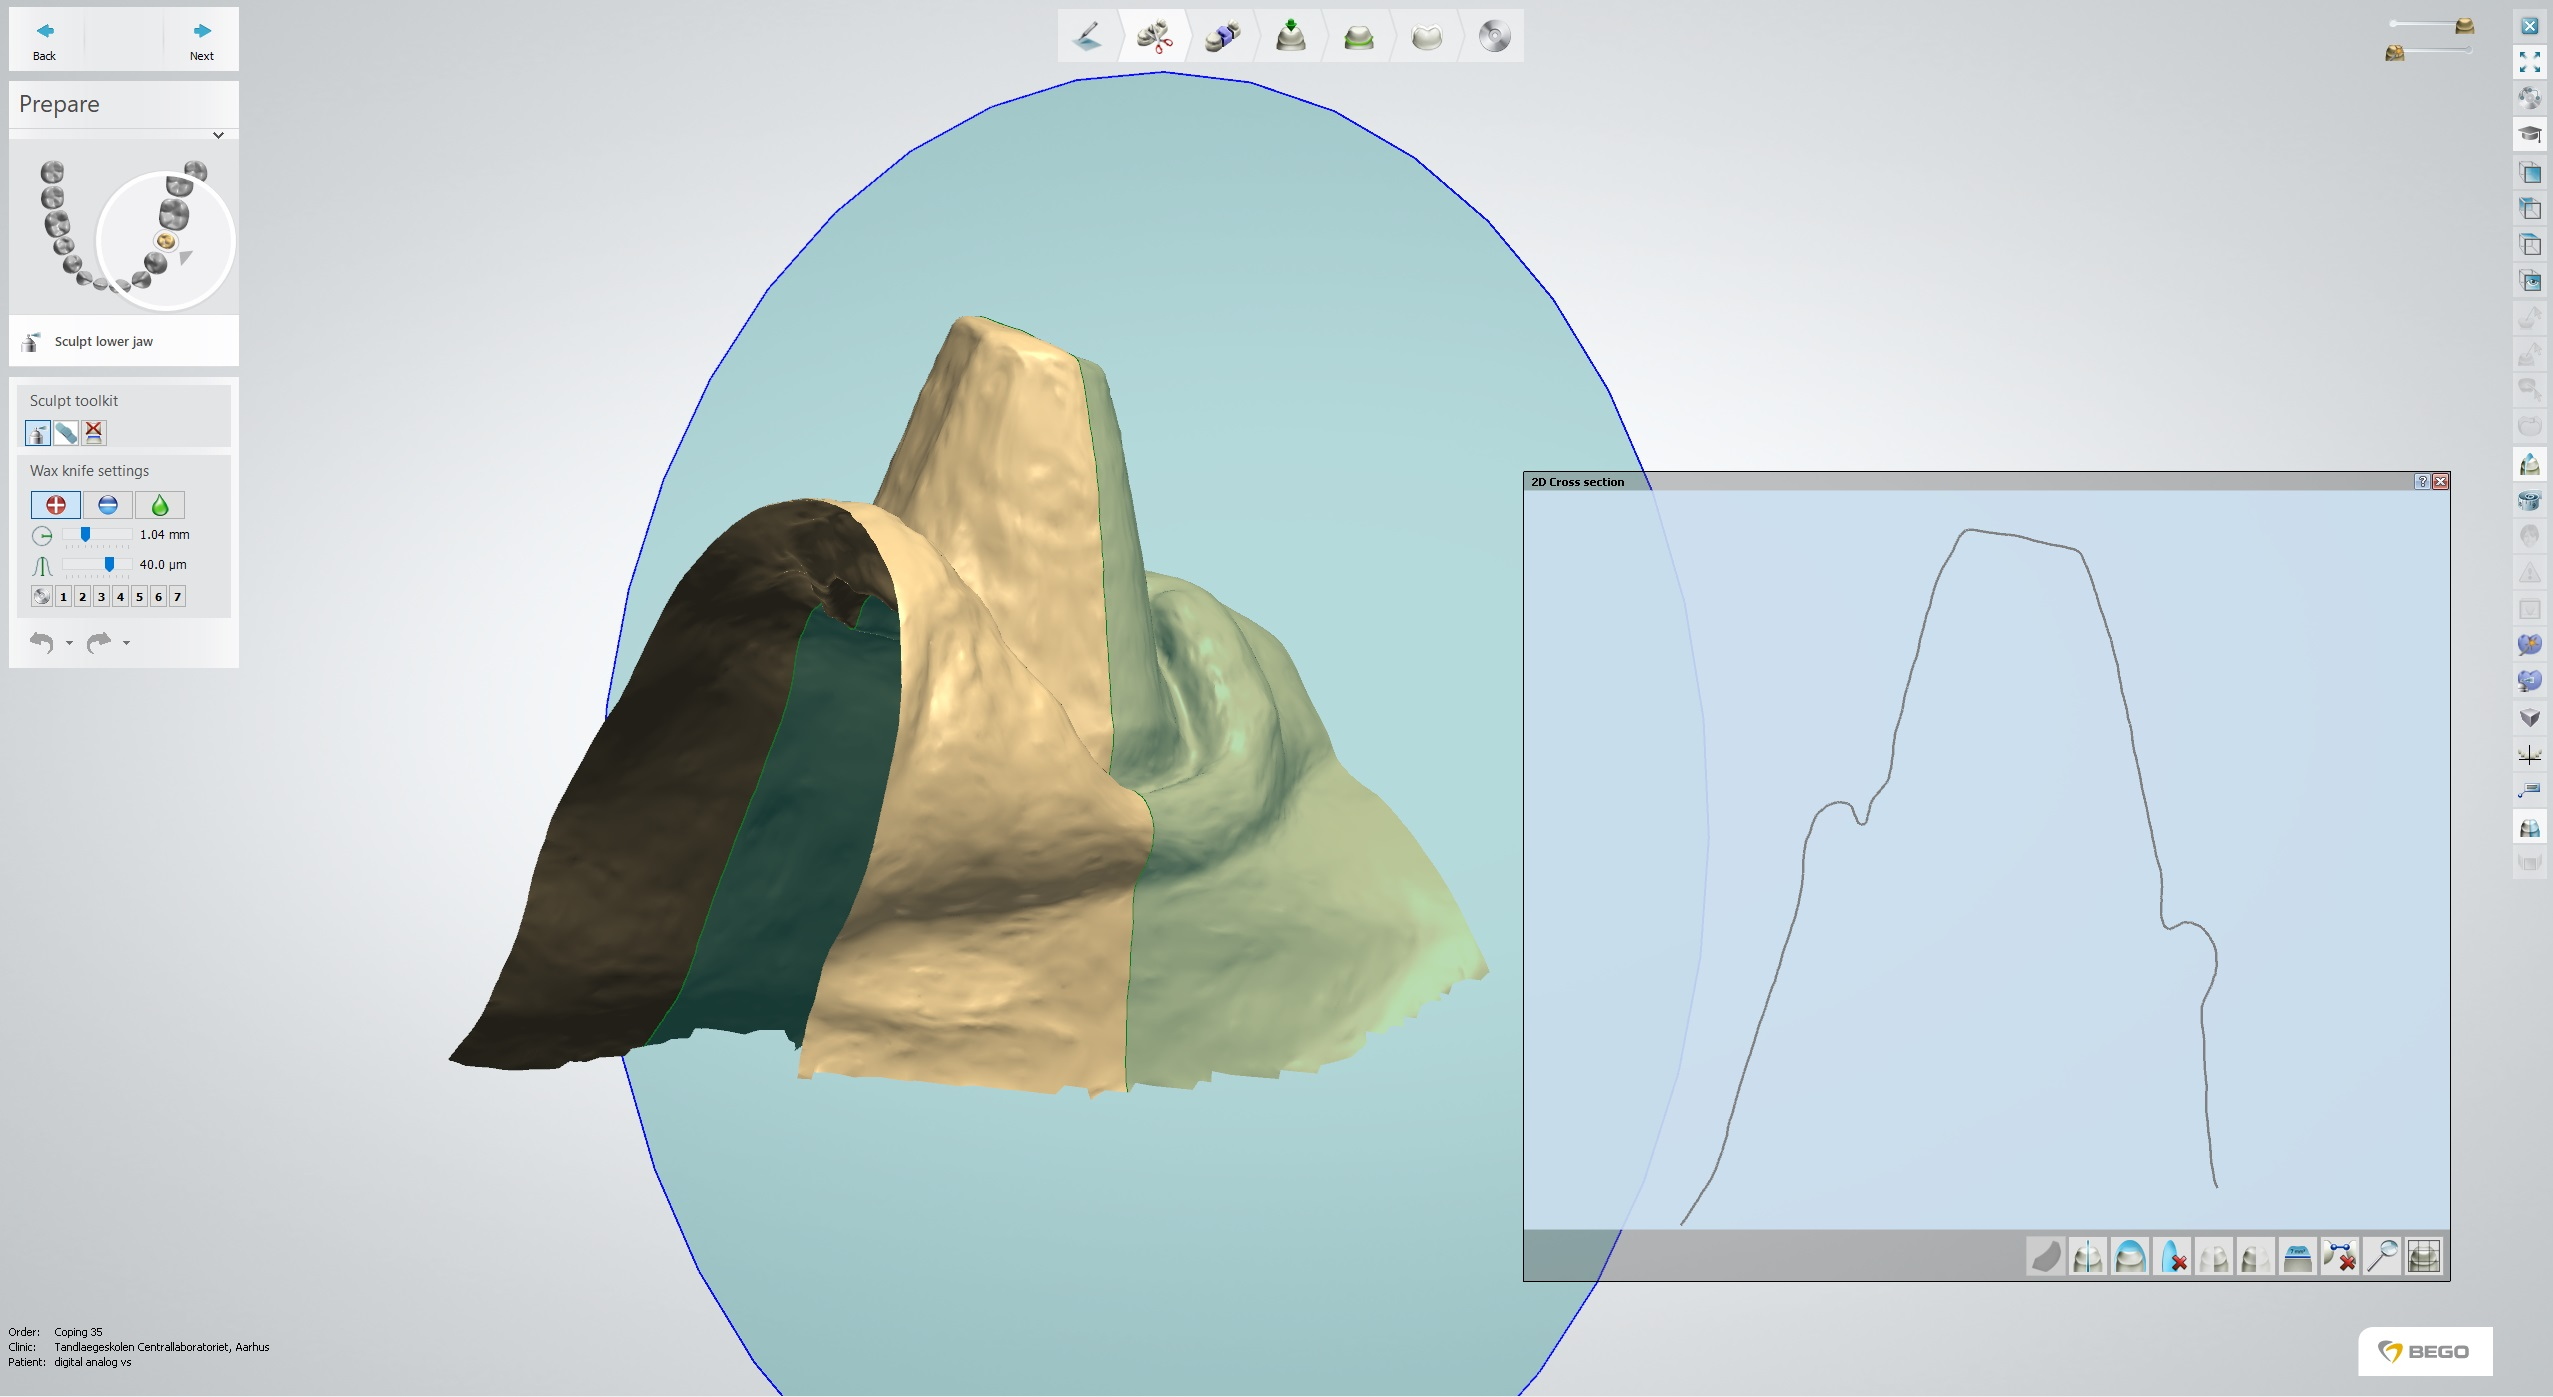 Back
Next
Prepare
Sculpt lower jaw
Sculpt toolkit
Wax knife settings
1.04 mm
40.0 µm
1 2 3 4 5 6 7
2D Cross section
Order: Coping 35
Clinic: Tandlaegeskolen Centrallaboratoriet, Aarhus
Patient: digital analog vs
BEGO